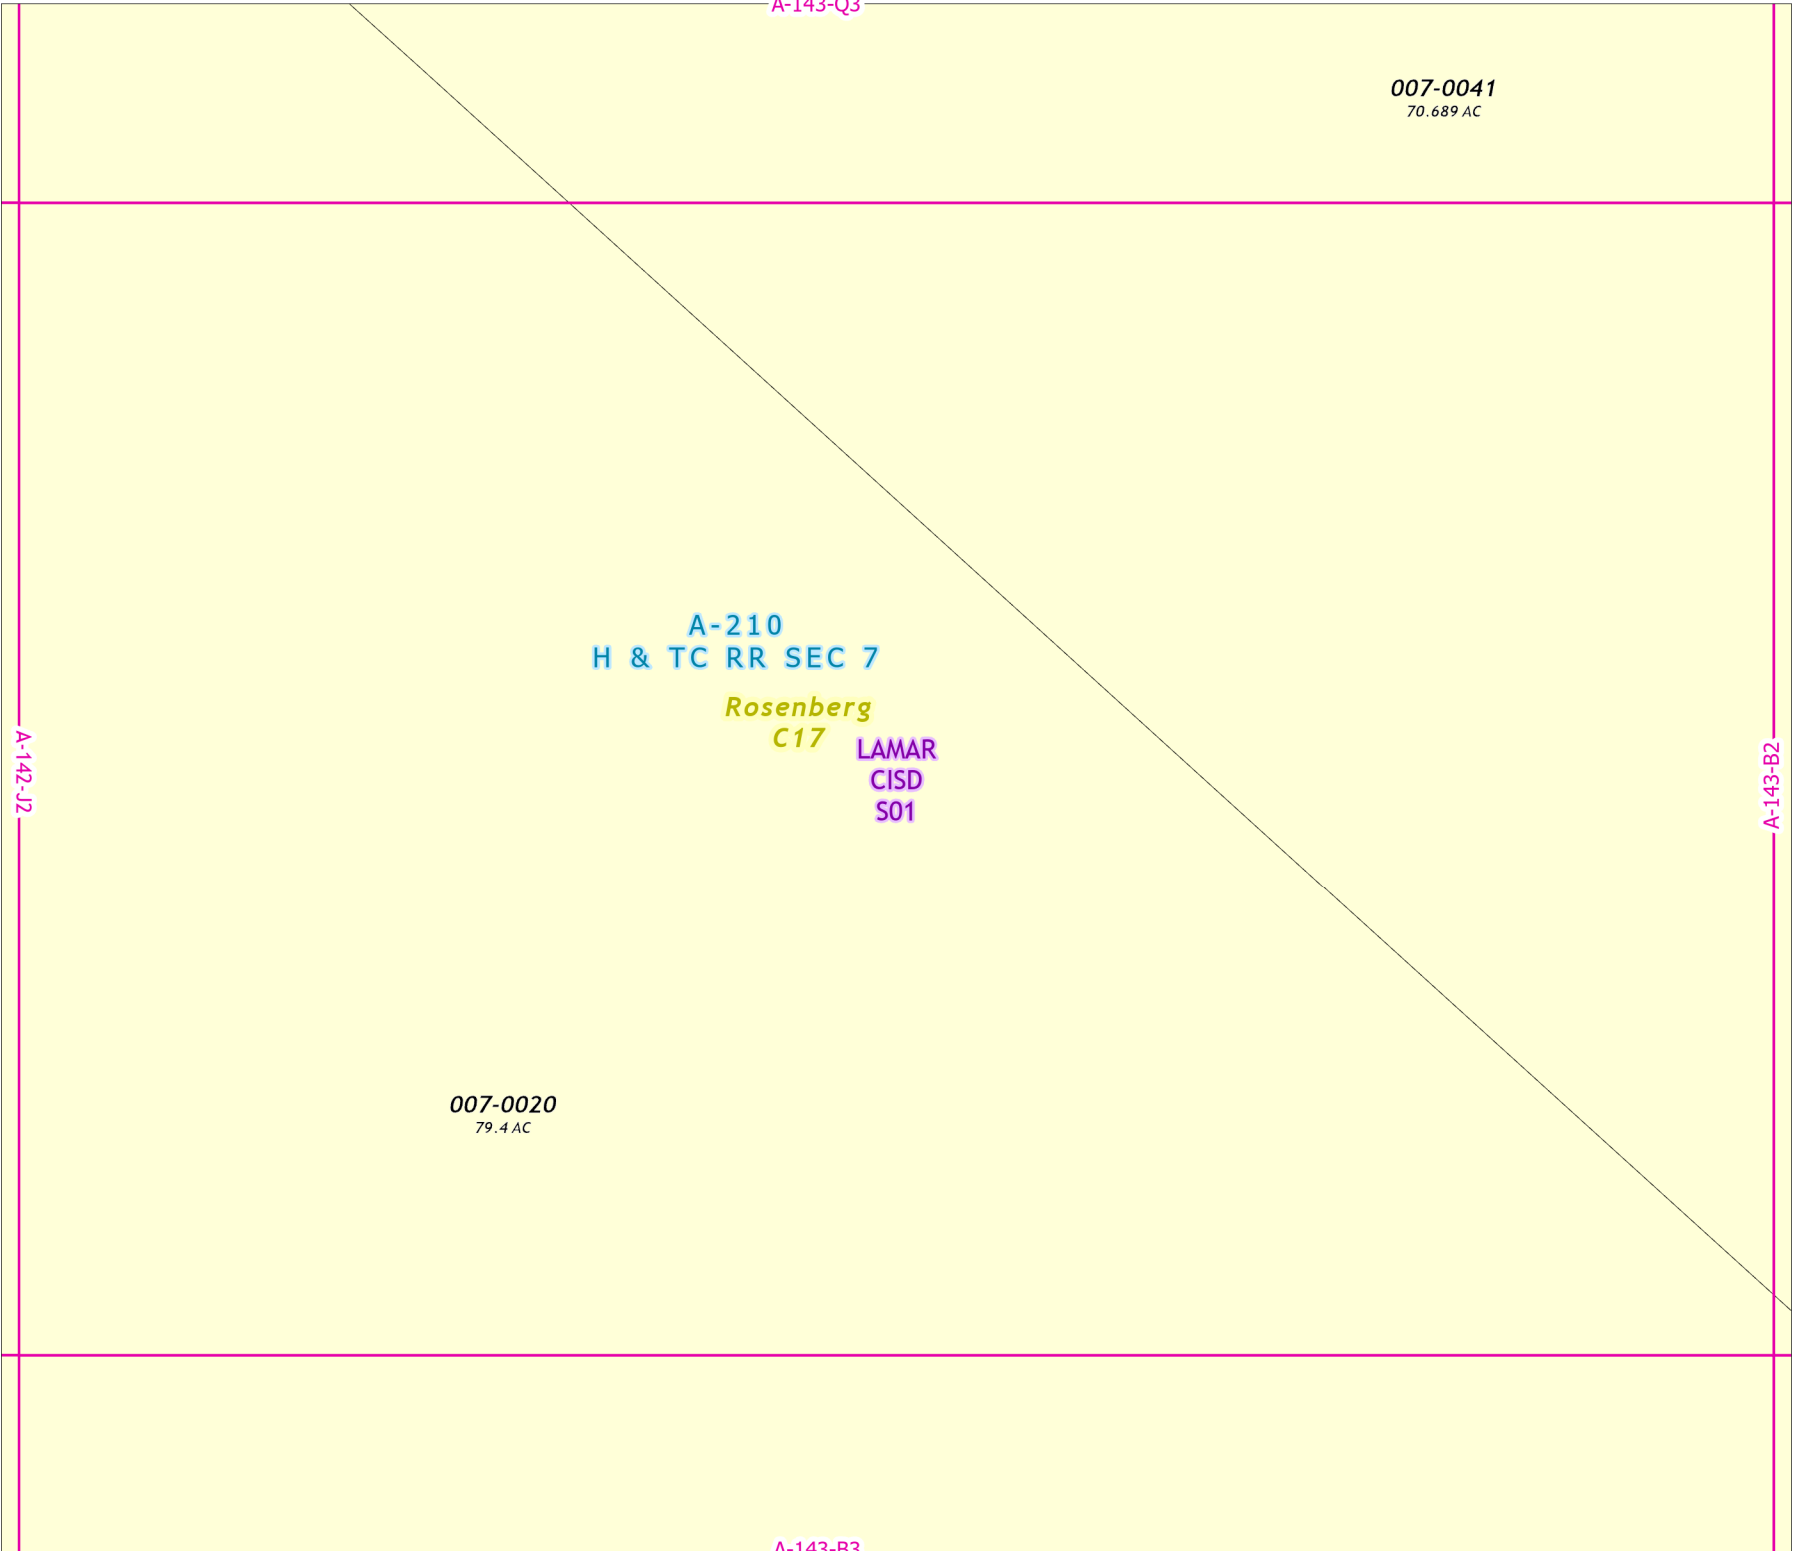 A-143-Q3
007-0041
70.689 AC
A-210
H & TC RR SEC 7
Rosenberg
C17
LAMAR
CISD
S01
A-142-J2
A-143-B2
007-0020
79.4 AC
A-143-B3